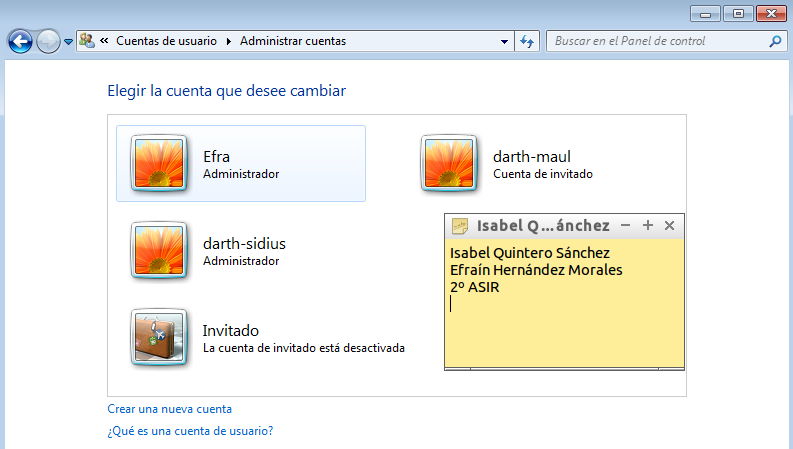 « Cuentas de usuario Administrar cuentas
Buscar en el Panel de control
Elegir la cuenta que desee cambiar
Efra
Administrador
darth-maul
Cuenta de invitado
darth-sidius
Administrador
Invitado
La cuenta de invitado está desactivada
Isabel Q...ánchez
Isabel Quintero Sánchez
Efraín Hernández Morales
2º ASIR
Crear una nueva cuenta
¿Qué es una cuenta de usuario?